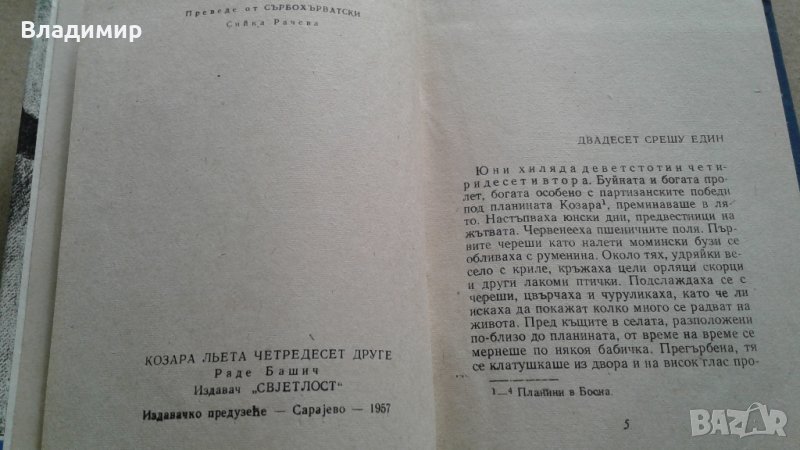 Владимир
Преведе от СЪРБОХЪРВАТСКИ
Сийка Рачева
КОЗАРА ЛЬЕТА ЧЕТРЕДЕСЕТ ДРУГЕ
Раде Башич
Издавач „СВЈЕТЛОСТ“
Издавачко предузеће — Сарајево — 1957
ДВАДЕСЕТ СРЕЩУ ЕДИН
Юни хиляда деветстотин чети-
ридесет и втора. Буйната и богата про-
лет, богата особено с партизанските победи
под планината Козара¹, преминаваше в ля-
то. Настъпваха юнски дни, предвестници на
жътвата. Червенееха пшеничните поля. Пър-
вите череши като налети момински бузи се
обливаха с руменина. Около тях, удряйки ве-
село с криле, кръжаха цели орляци скорци
и други лакоми птички. Подслаждаха се с
череши, цвърчаха и чуруликаха, като че ли
искаха да покажат колко много се радват на
живота. Пред къщите в селата, разположени
по-близо до планината, от време на време се
мернеше по някоя бабичка. Прегърбена, тя
се клатушкаше из двора и на висок глас про-
¹—⁴ Планини в Босна.
5
bazar.bg